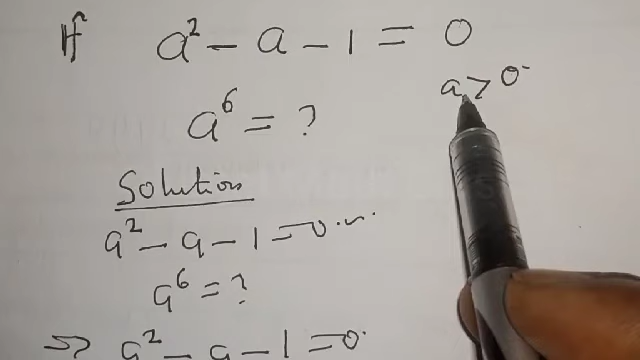 If a² - a - 1 = 0
a > 0
a⁶ = ?
Solution
a² - a - 1 = 0
a⁶ = ?
⇒ a² - a - 1 = 0